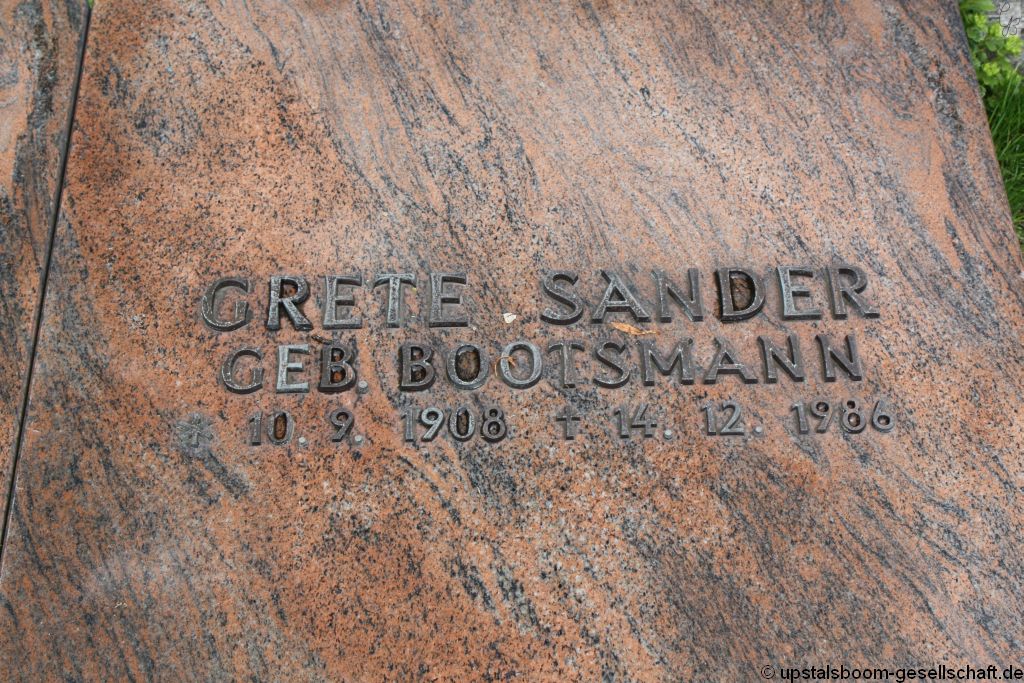 GRETE SANDER
GEB. BOOTSMANN
* 10. 9. 1908 † 14. 12. 1986
© upstalsboom-gesellschaft.de